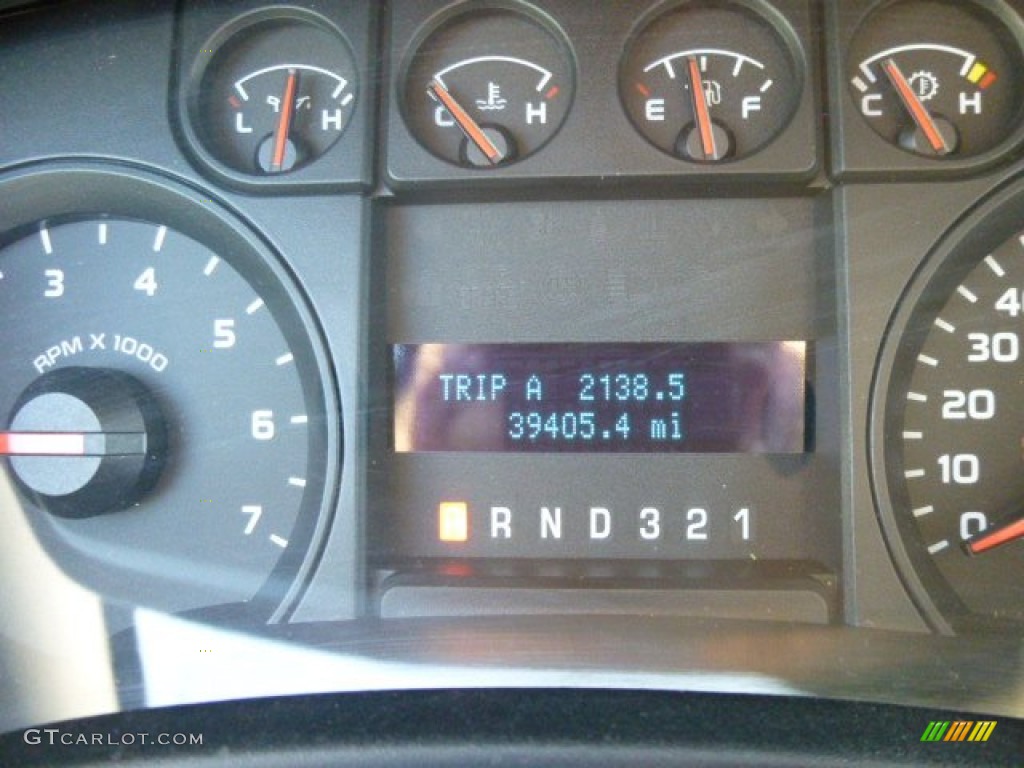 L H
C H
E F
C H
3 4 5 6 7
RPM X 1000
40
30
20
10
0
TRIP A 2138.5
39405.4 mi
R N D 3 2 1
GTCARLOT.COM